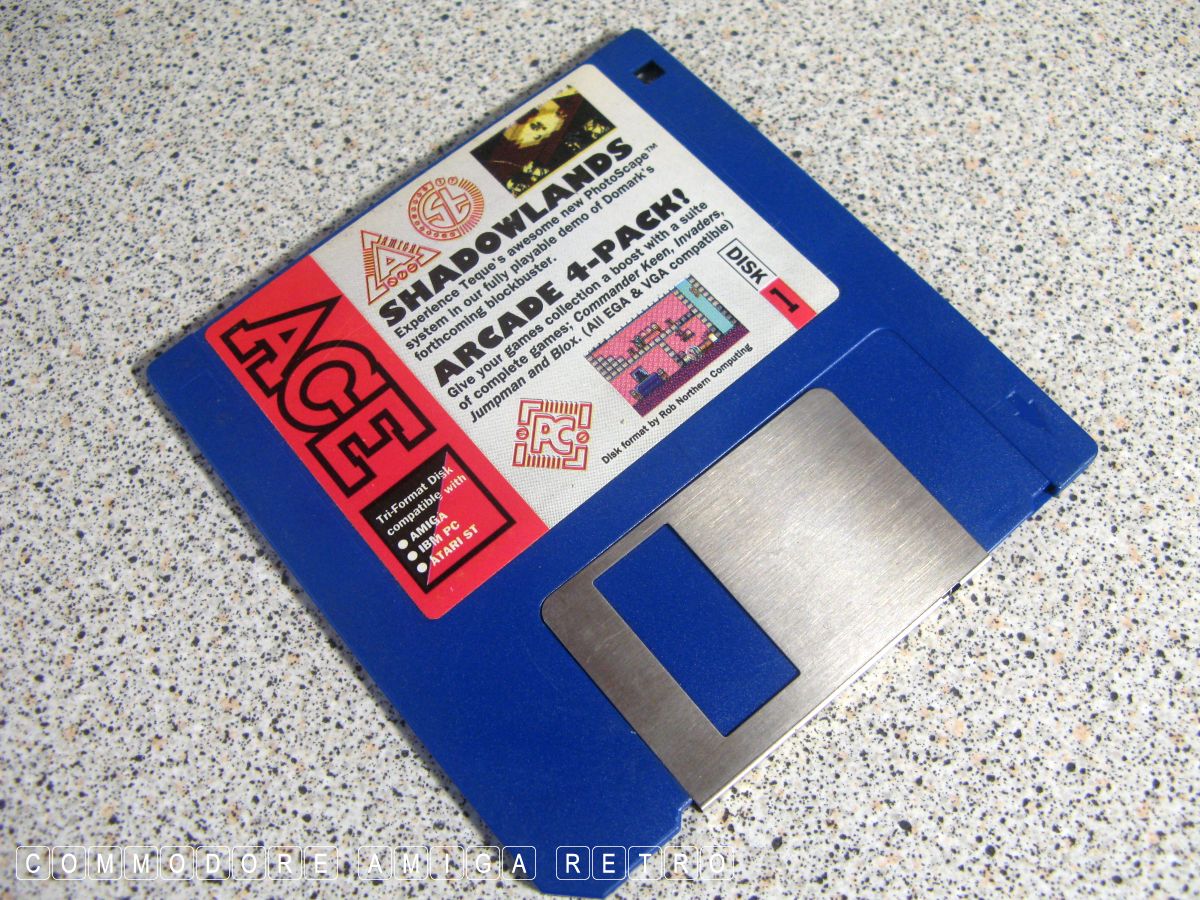 AMIGA
A
ST
SHADOWLANDS
Experience Teque's awesome new PhotoScape™
system in our fully playable demo of Domark's
forthcoming blockbuster.
ARCADE 4-PACK!
Give your games collection a boost with a suite
of complete games; Commander Keen, Invaders,
Jumpman and Blox. (All EGA & VGA compatible)
DISK
1
PC
Disk format by Rob Northern Computing
ACE
Tri-Format Disk
compatible with
● AMIGA
● IBM PC
● ATARI ST
COMMODORE AMIGA RETRO